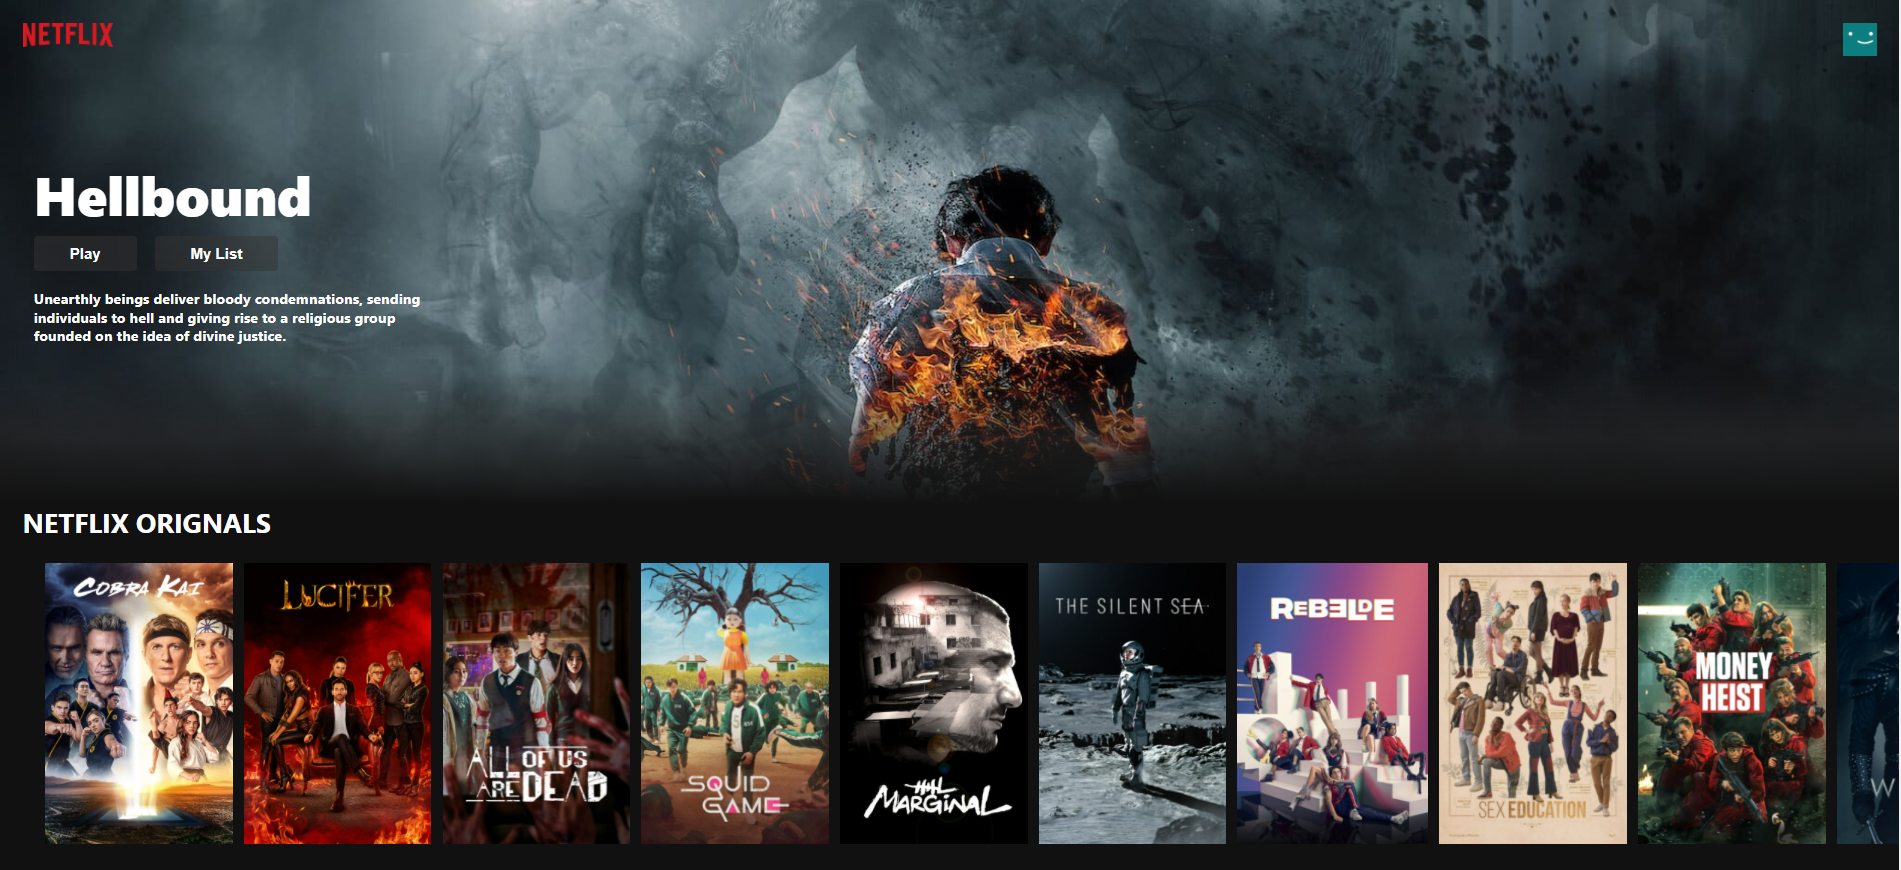 NETFLIX
Hellbound
Play
My List
Unearthly beings deliver bloody condemnations, sending
individuals to hell and giving rise to a religious group
founded on the idea of divine justice.
NETFLIX ORIGNALS
COBRA KAI
LUCIFER
ALL OF US
ARE DEAD
SQUID
GAME
MARGINAL
THE SILENT SEA
REBELDE
SEX EDUCATION
MONEY
HEIST
W